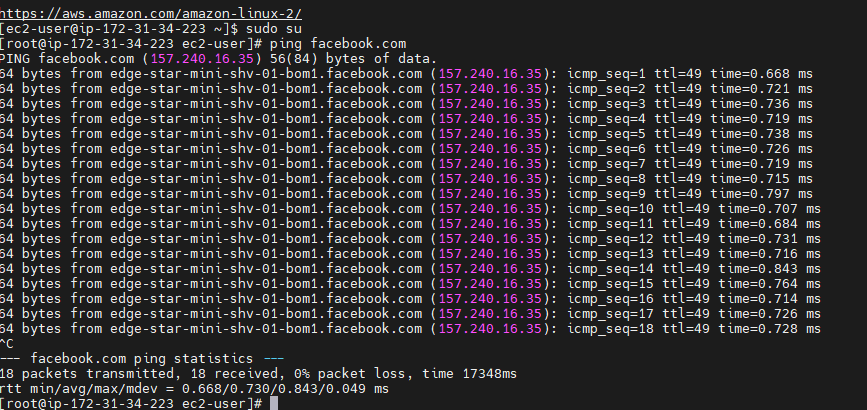 https://aws.amazon.com/amazon-linux-2/
[ec2-user@ip-172-31-34-223 ~]$ sudo su
[root@ip-172-31-34-223 ec2-user]# ping facebook.com
PING facebook.com (157.240.16.35) 56(84) bytes of data.
64 bytes from edge-star-mini-shv-01-bom1.facebook.com (157.240.16.35): icmp_seq=1 ttl=49 time=0.668 ms
64 bytes from edge-star-mini-shv-01-bom1.facebook.com (157.240.16.35): icmp_seq=2 ttl=49 time=0.721 ms
64 bytes from edge-star-mini-shv-01-bom1.facebook.com (157.240.16.35): icmp_seq=3 ttl=49 time=0.736 ms
64 bytes from edge-star-mini-shv-01-bom1.facebook.com (157.240.16.35): icmp_seq=4 ttl=49 time=0.719 ms
64 bytes from edge-star-mini-shv-01-bom1.facebook.com (157.240.16.35): icmp_seq=5 ttl=49 time=0.738 ms
64 bytes from edge-star-mini-shv-01-bom1.facebook.com (157.240.16.35): icmp_seq=6 ttl=49 time=0.726 ms
64 bytes from edge-star-mini-shv-01-bom1.facebook.com (157.240.16.35): icmp_seq=7 ttl=49 time=0.719 ms
64 bytes from edge-star-mini-shv-01-bom1.facebook.com (157.240.16.35): icmp_seq=8 ttl=49 time=0.715 ms
64 bytes from edge-star-mini-shv-01-bom1.facebook.com (157.240.16.35): icmp_seq=9 ttl=49 time=0.797 ms
64 bytes from edge-star-mini-shv-01-bom1.facebook.com (157.240.16.35): icmp_seq=10 ttl=49 time=0.707 ms
64 bytes from edge-star-mini-shv-01-bom1.facebook.com (157.240.16.35): icmp_seq=11 ttl=49 time=0.684 ms
64 bytes from edge-star-mini-shv-01-bom1.facebook.com (157.240.16.35): icmp_seq=12 ttl=49 time=0.731 ms
64 bytes from edge-star-mini-shv-01-bom1.facebook.com (157.240.16.35): icmp_seq=13 ttl=49 time=0.716 ms
64 bytes from edge-star-mini-shv-01-bom1.facebook.com (157.240.16.35): icmp_seq=14 ttl=49 time=0.843 ms
64 bytes from edge-star-mini-shv-01-bom1.facebook.com (157.240.16.35): icmp_seq=15 ttl=49 time=0.764 ms
64 bytes from edge-star-mini-shv-01-bom1.facebook.com (157.240.16.35): icmp_seq=16 ttl=49 time=0.714 ms
64 bytes from edge-star-mini-shv-01-bom1.facebook.com (157.240.16.35): icmp_seq=17 ttl=49 time=0.726 ms
64 bytes from edge-star-mini-shv-01-bom1.facebook.com (157.240.16.35): icmp_seq=18 ttl=49 time=0.728 ms
^C
--- facebook.com ping statistics ---
18 packets transmitted, 18 received, 0% packet loss, time 17348ms
rtt min/avg/max/mdev = 0.668/0.730/0.843/0.049 ms
[root@ip-172-31-34-223 ec2-user]#